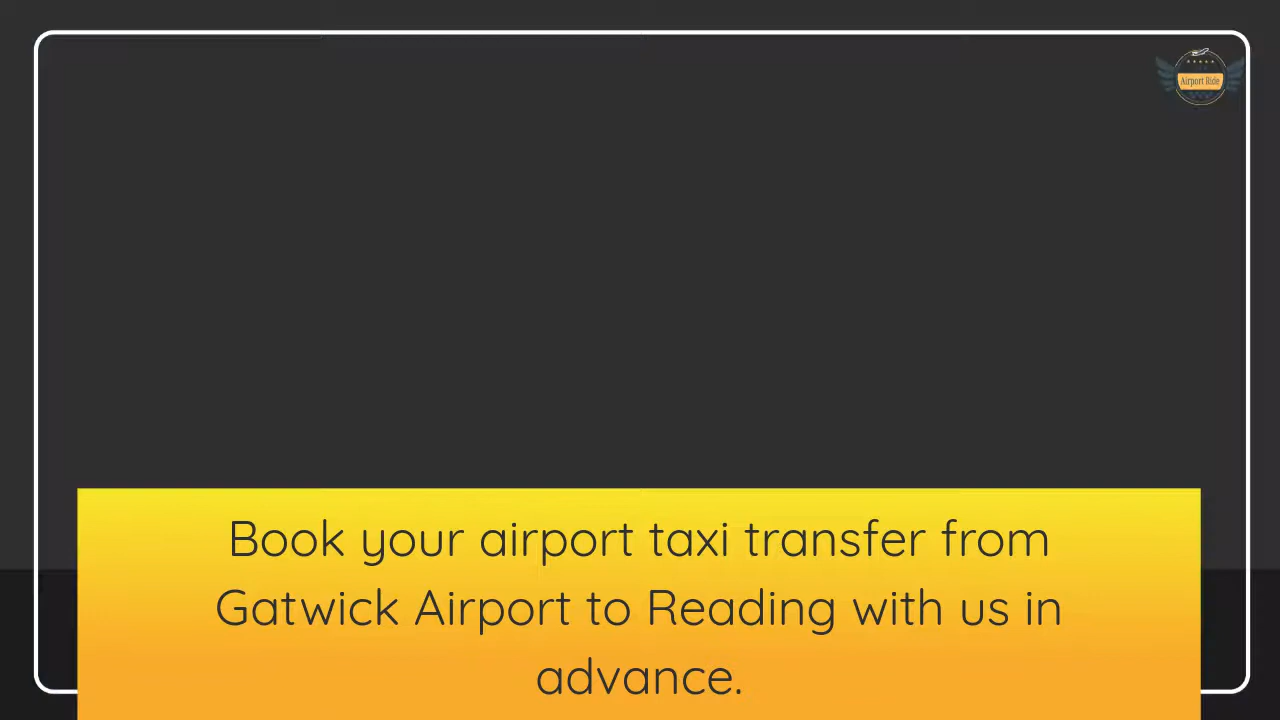 Airport Ride
Book your airport taxi transfer from
Gatwick Airport to Reading with us in
advance.